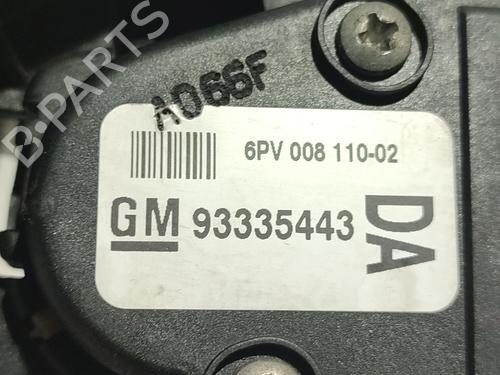 B-PARTS
A066F
6PV 008 110-02
GM 93335443
DA